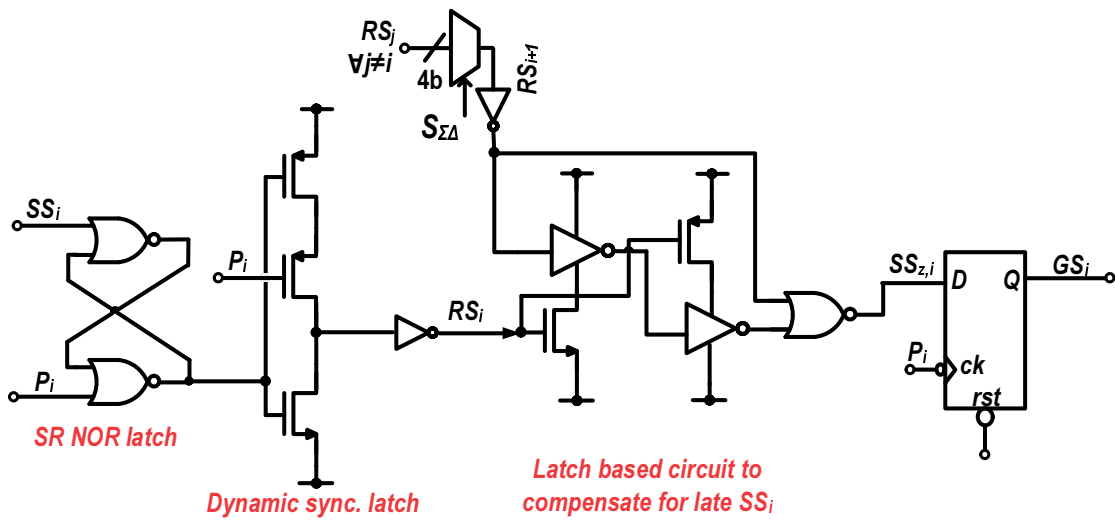 RSj
∀j≠i
4b
SΣΔ
RSi+1
SSi
Pi
SR NOR latch
Pi
Dynamic sync. latch
RSi
Latch based circuit to
compensate for late SSi
SSz,i
D
Q
GSi
Pi
ck
rst